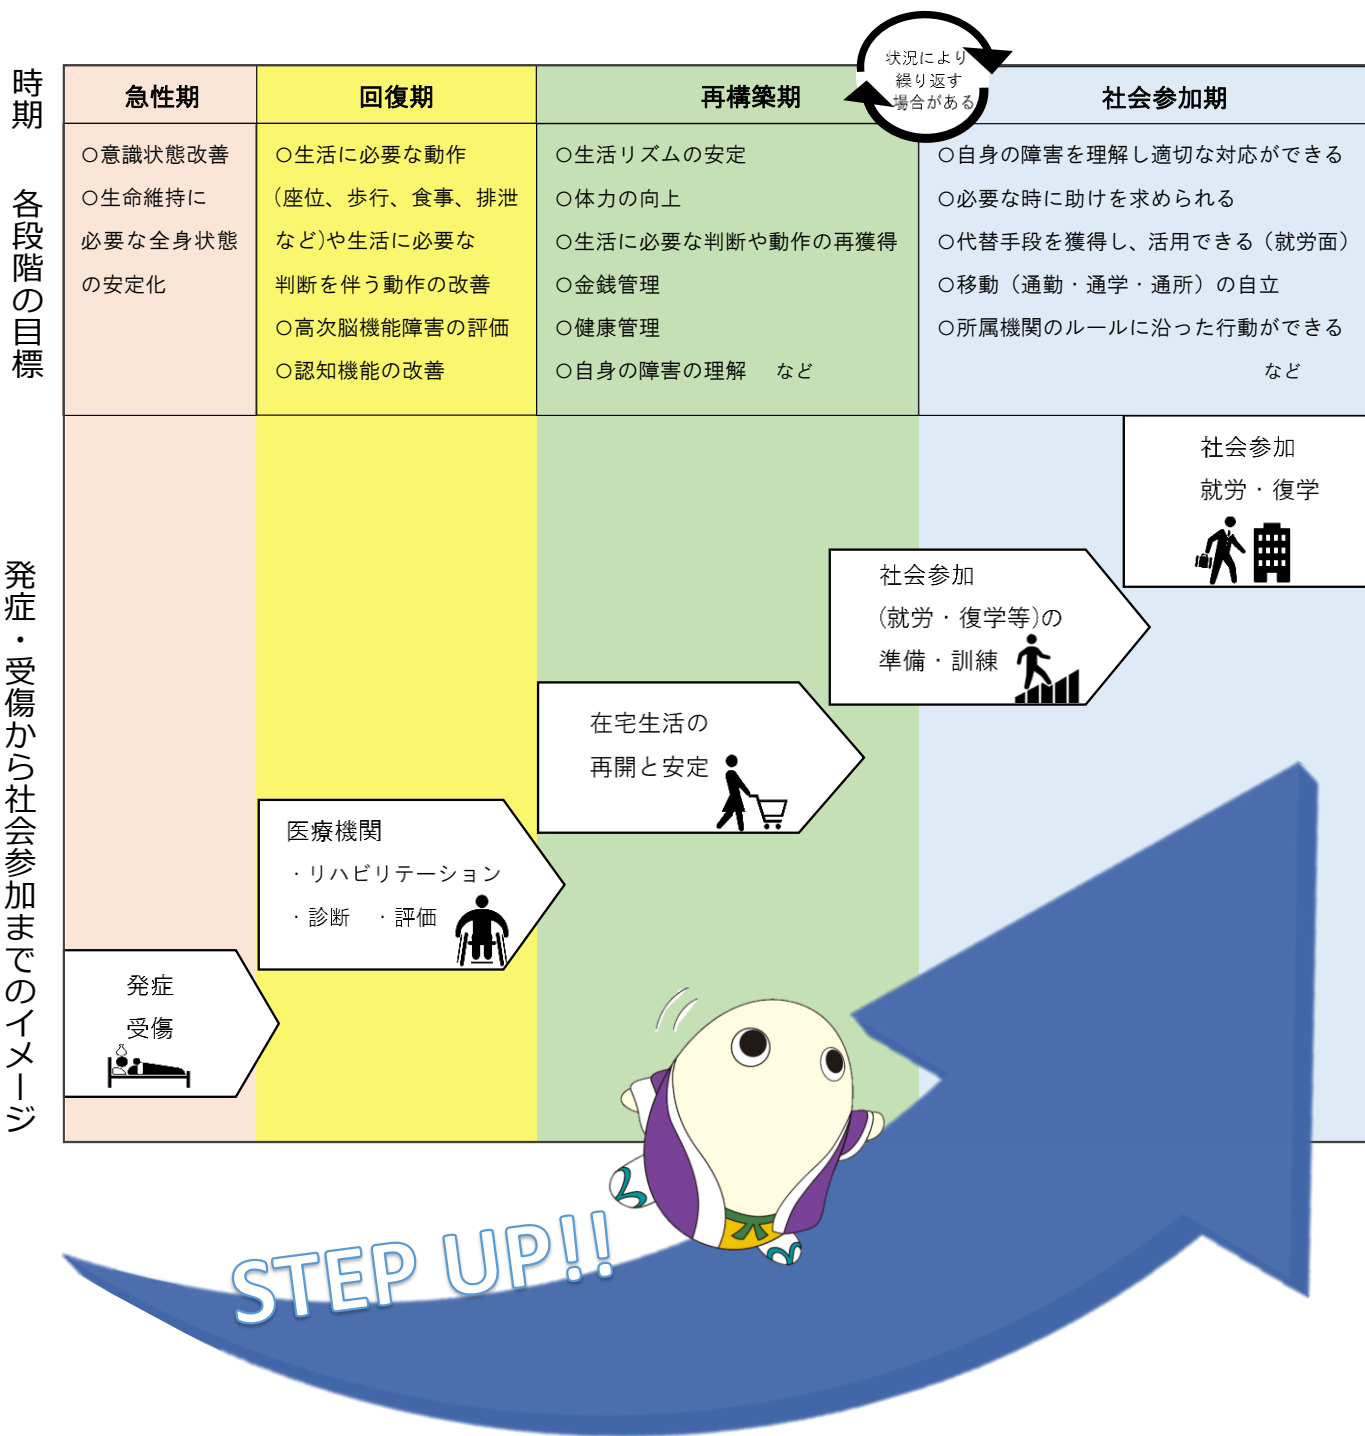 時期
急性期
回復期
再構築期
状況により
繰り返す
場合がある
社会参加期
各段階の目標
○意識状態改善
○生命維持に
必要な全身状態
の安定化
○生活に必要な動作
(座位、歩行、食事、排泄
など)や生活に必要な
判断を伴う動作の改善
○高次脳機能障害の評価
○認知機能の改善
○生活リズムの安定
○体力の向上
○生活に必要な判断や動作の再獲得
○金銭管理
○健康管理
○自身の障害の理解　など
○自身の障害を理解し適切な対応ができる
○必要な時に助けを求められる
○代替手段を獲得し、活用できる（就労面）
○移動（通勤・通学・通所）の自立
○所属機関のルールに沿った行動ができる
など
発症・受傷から社会参加までのイメージ
発症
受傷
医療機関
・リハビリテーション
・診断　・評価
在宅生活の
再開と安定
社会参加
(就労・復学等)の
準備・訓練
社会参加
就労・復学
STEP UP!!